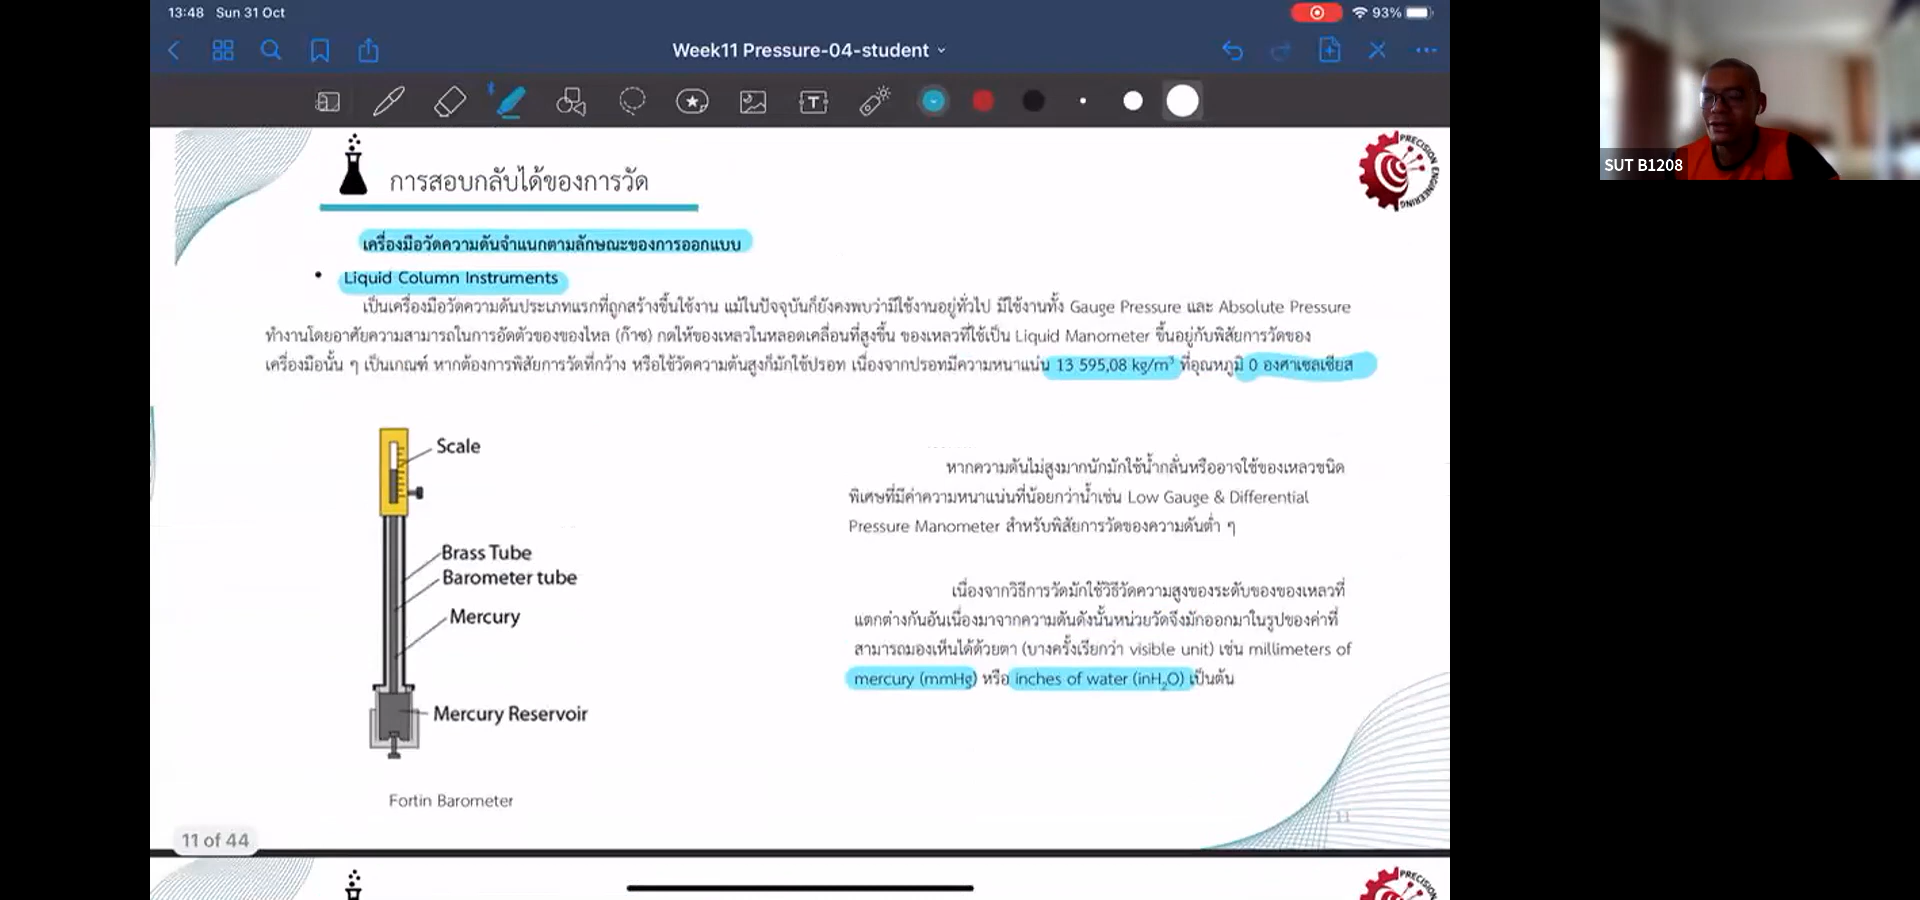 13:48 Sun 31 Oct
93%
Week11 Pressure-04-student
T
PRECISION ENGINEERING
SUT B1208
การสอบกลับได้ของการวัด
เครื่องมือวัดความดันจำแนกตามลักษณะของการออกแบบ
• Liquid Column Instruments
เป็นเครื่องมือวัดความดันประเภทแรกที่ถูกสร้างขึ้นใช้งาน แม้ในปัจจุบันก็ยังคงพบว่ามีใช้งานอยู่ทั่วไป มีใช้งานทั้ง Gauge Pressure และ Absolute Pressure
ทำงานโดยอาศัยความสามารถในการอัดตัวของของไหล (ก๊าซ) กดให้ของเหลวในหลอดเคลื่อนที่สูงขึ้น ของเหลวที่ใช้เป็น Liquid Manometer ขึ้นอยู่กับพิสัยการวัดของ
เครื่องมือนั้น ๆ เป็นเกณฑ์ หากต้องการพิสัยการวัดที่กว้าง หรือใช้วัดความดันสูงก็มักใช้ปรอท เนื่องจากปรอทมีความหนาแน่น 13 595,08 kg/m³ ที่อุณหภูมิ 0 องศาเซลเซียส
Scale
Brass Tube
Barometer tube
Mercury
Mercury Reservoir
Fortin Barometer
หากความดันไม่สูงมากนักมักใช้น้ำกลั่นหรืออาจใช้ของเหลวชนิด
พิเศษที่มีค่าความหนาแน่นที่น้อยกว่าน้ำเช่น Low Gauge & Differential
Pressure Manometer สำหรับพิสัยการวัดของความดันต่ำ ๆ
เนื่องจากวิธีการวัดมักใช้วิธีวัดความสูงของระดับของของเหลวที่
แตกต่างกันอันเนื่องมาจากความดันดังนั้นหน่วยวัดจึงมักออกมาในรูปของค่าที่
สามารถมองเห็นได้ด้วยตา (บางครั้งเรียกว่า visible unit) เช่น millimeters of
mercury (mmHg) หรือ inches of water (inH₂O) เป็นต้น
11
11 of 44
PRECISION